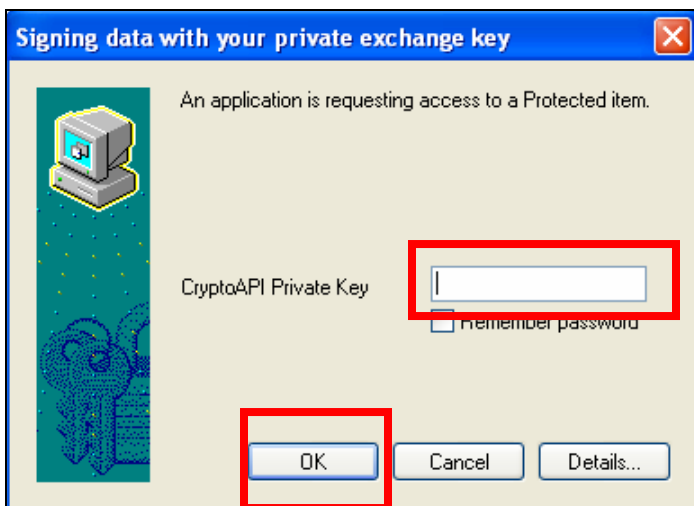 Signing data with your private exchange key
An application is requesting access to a Protected item.
CryptoAPI Private Key
Remember password
OK Cancel Details...